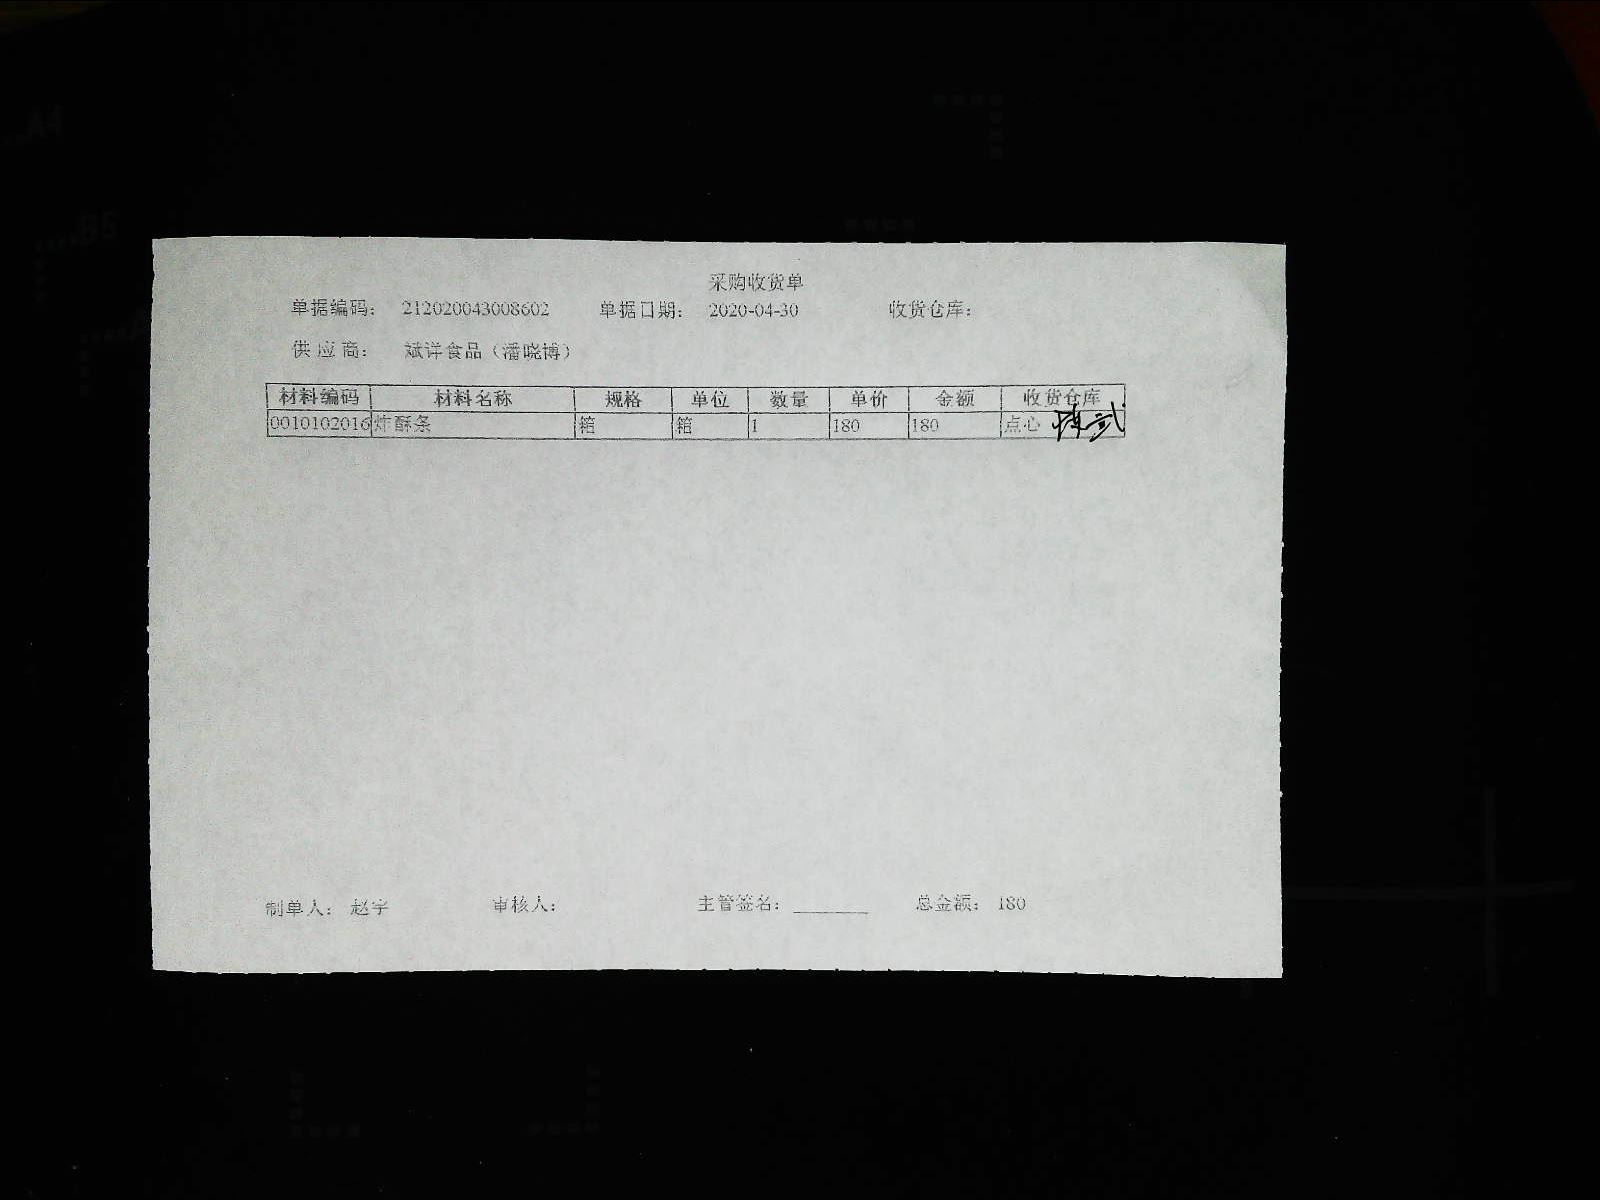 采购收货单
单据编码: 212020043008602 单据日期: 2020-04-30 收货仓库:
供应商: 斌详食品（潘晓博）
材料编码 材料名称 规格 单位 数量 单价 金额 收货仓库
0010102016 炸酥条 箱 箱 1 180 180 点心
制单人: 赵宇 审核人: 主管签名: ________ 总金额: 180